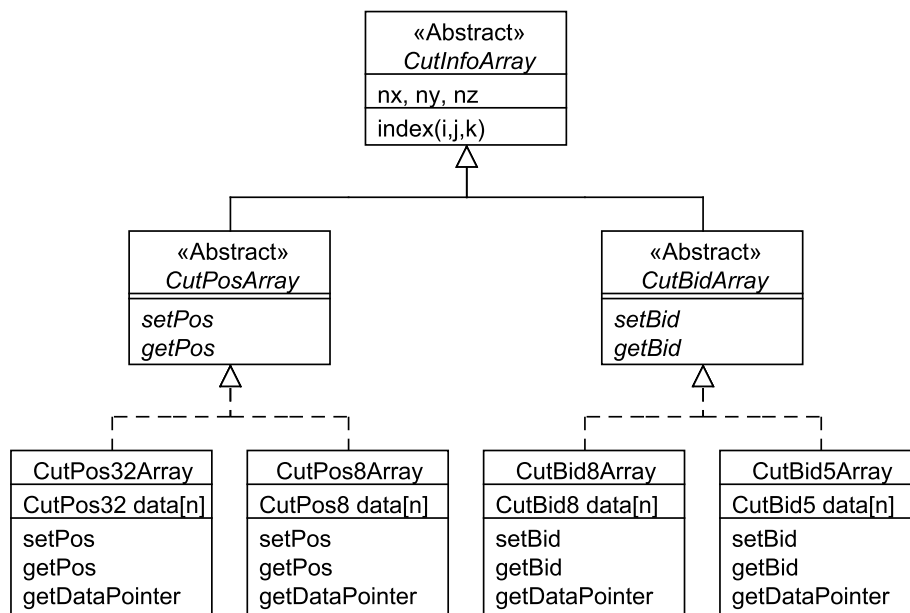 «Abstract»
CutInfoArray
nx, ny, nz
index(i,j,k)
«Abstract»
CutPosArray
setPos
getPos
«Abstract»
CutBidArray
setBid
getBid
CutPos32Array
CutPos32 data[n]
setPos
getPos
getDataPointer
CutPos8Array
CutPos8 data[n]
setPos
getPos
getDataPointer
CutBid8Array
CutBid8 data[n]
setBid
getBid
getDataPointer
CutBid5Array
CutBid5 data[n]
setBid
getBid
getDataPointer